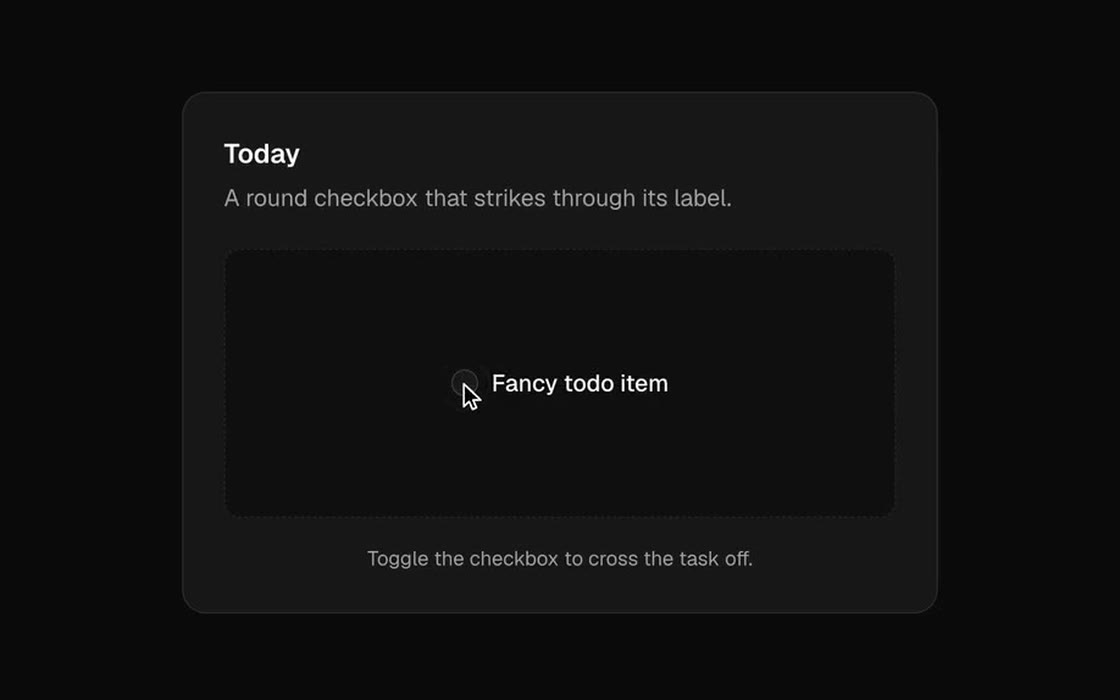 Today
A round checkbox that strikes through its label.
Fancy todo item
Toggle the checkbox to cross the task off.